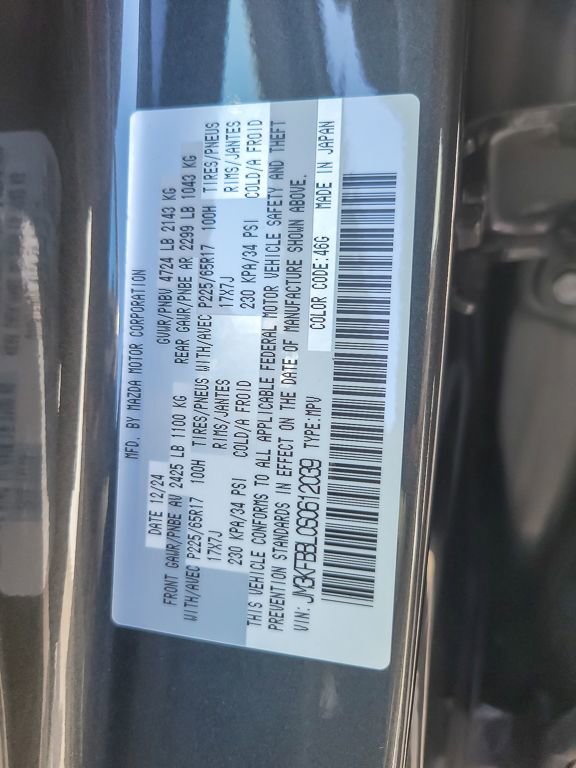 MFD. BY MAZDA MOTOR CORPORATION
DATE 12/24 GVWR/PNBV 4724 LB 2143 KG
FRONT GAWR/PNBE AV 2425 LB 1100 KG REAR GAWR/PNBE AR 2299 LB 1043 KG
WITH/AVEC P225/65R17 100H TIRES/PNEUS WITH/AVEC P225/65R17 100H TIRES/PNEUS
17X7J RIMS/JANTES 17X7J RIMS/JANTES
230 KPA/34 PSI COLD/A FROID 230 KPA/34 PSI COLD/A FROID
THIS VEHICLE CONFORMS TO ALL APPLICABLE FEDERAL MOTOR VEHICLE SAFETY AND THEFT
PREVENTION STANDARDS IN EFFECT ON THE DATE OF MANUFACTURE SHOWN ABOVE.
VIN: JM3KFBBL0S0612039 TYPE:MPV COLOR CODE:46G MADE IN JAPAN